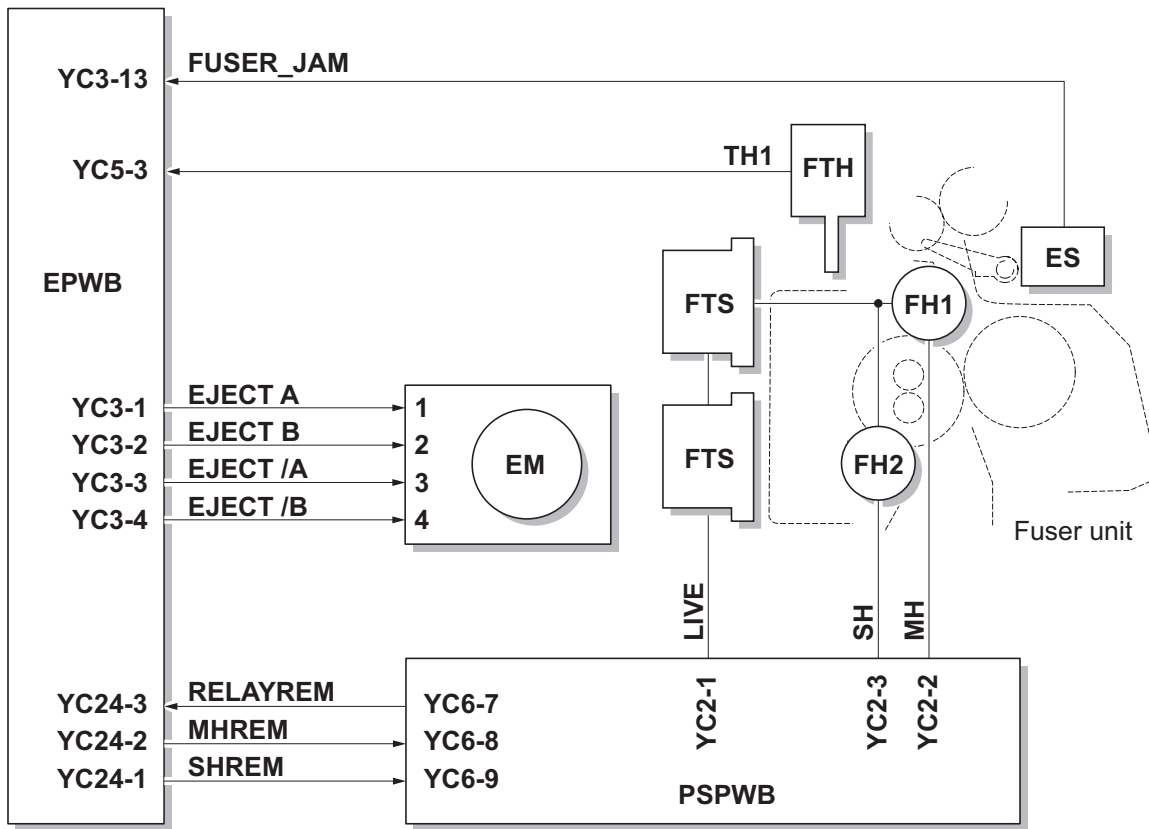 YC3-13
FUSER_JAM
YC5-3
TH1
FTH
ES
EPWB
FTS
FH1
YC3-1
EJECT A
1
YC3-2
EJECT B
2
YC3-3
EJECT /A
3
YC3-4
EJECT /B
4
EM
FTS
FH2
Fuser unit
LIVE
SH
MH
YC24-3
RELAYREM
YC6-7
YC24-2
MHREM
YC6-8
YC24-1
SHREM
YC6-9
YC2-1
YC2-3
YC2-2
PSPWB